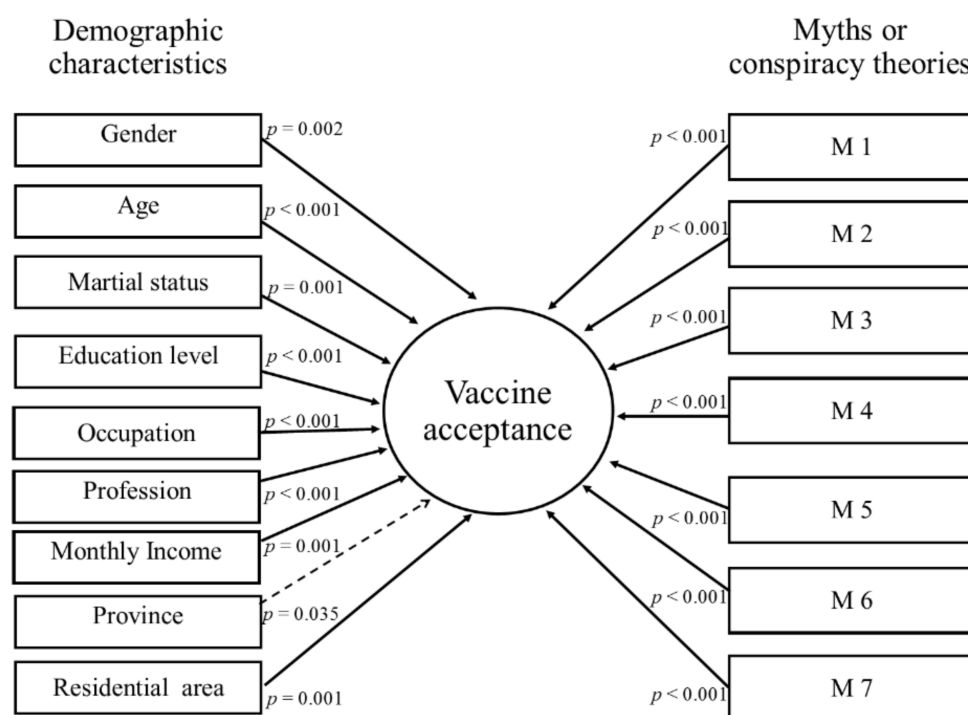 Demographic
characteristics
Myths or
conspiracy theories
Gender
p = 0.002
Age
p < 0.001
Martial status
p = 0.001
Education level
p < 0.001
Occupation
p < 0.001
Profession
p < 0.001
Monthly Income
p = 0.001
Province
p = 0.035
Residential area
p = 0.001
Vaccine
acceptance
p < 0.001
M 1
p < 0.001
M 2
p < 0.001
M 3
p < 0.001
M 4
p < 0.001
M 5
p < 0.001
M 6
p < 0.001
M 7